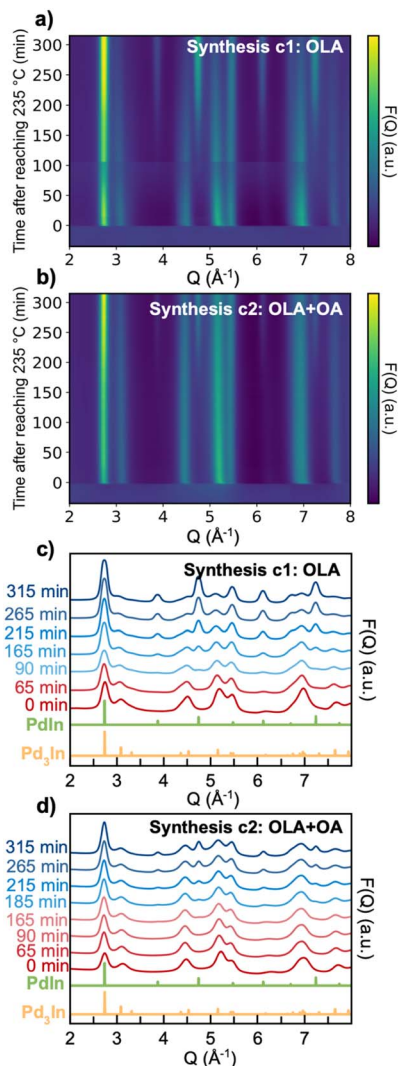 a)
Synthesis c1: OLA
Time after reaching 235 °C (min)
300
250
200
150
100
50
0
2 3 4 5 6 7 8
Q (Å⁻¹)
F(Q) (a.u.)
b)
Synthesis c2: OLA+OA
Time after reaching 235 °C (min)
300
250
200
150
100
50
0
2 3 4 5 6 7 8
Q (Å⁻¹)
F(Q) (a.u.)
c)
Synthesis c1: OLA
315 min
265 min
215 min
165 min
90 min
65 min
0 min
PdIn
Pd₃In
F(Q) (a.u.)
2 3 4 5 6 7
Q (Å⁻¹)
d)
Synthesis c2: OLA+OA
315 min
265 min
215 min
185 min
165 min
90 min
65 min
0 min
PdIn
Pd₃In
F(Q) (a.u.)
2 3 4 5 6 7
Q (Å⁻¹)